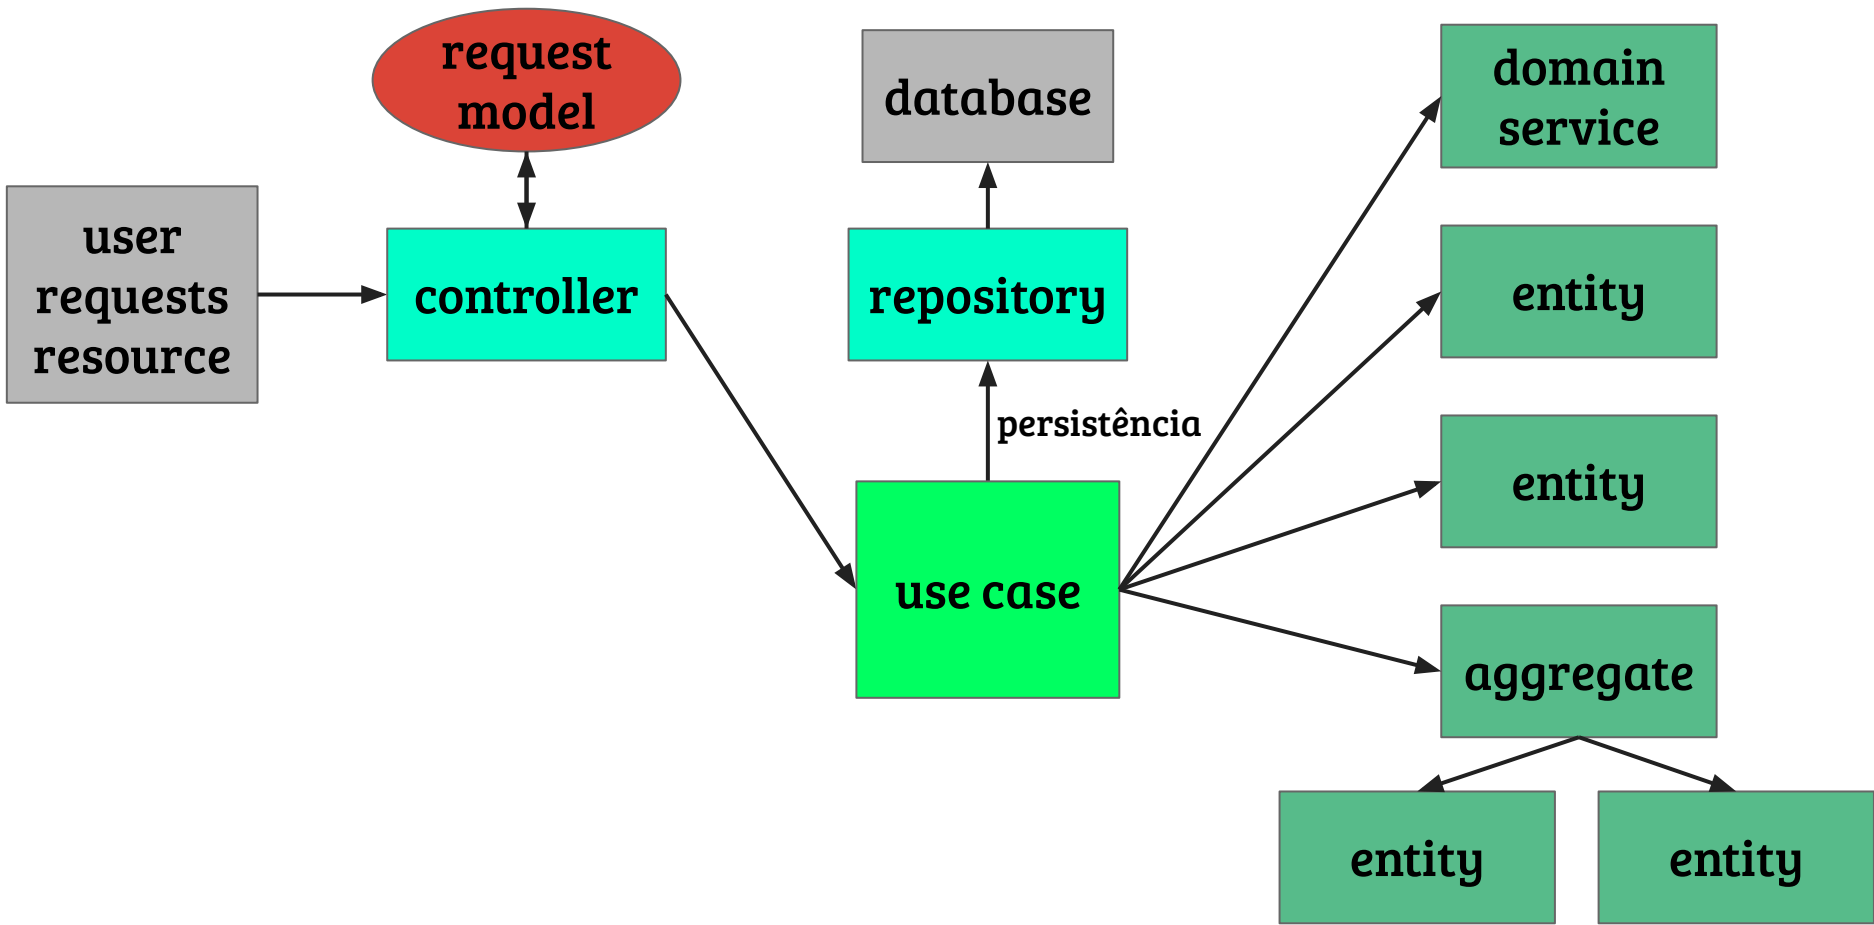 request
model
database
domain
service
user
requests
resource
controller
repository
entity
persistência
entity
use case
aggregate
entity
entity